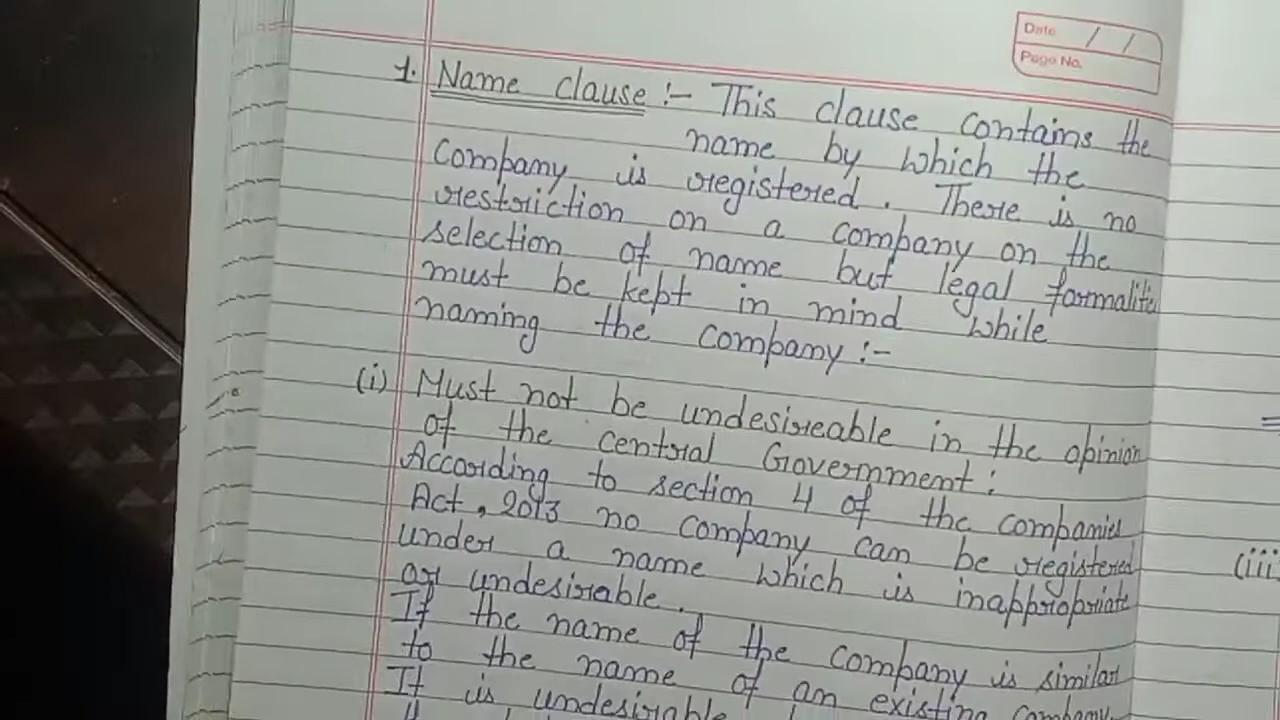 Date / /
Page No.
1. Name clause :- This clause contains the
name by which the
company is registered. There is no
restriction on a company on the
selection of name but legal formalitie
must be kept in mind while
naming the company :-
(i) Must not be undesireable in the opinion
of the central Government :
According to section 4 of the companies
Act, 2013 no company can be registered
under a name which is inappropriate
or undesirable.
If the name of the company is similar
to the name of an existing company
It is undesirable
(iii